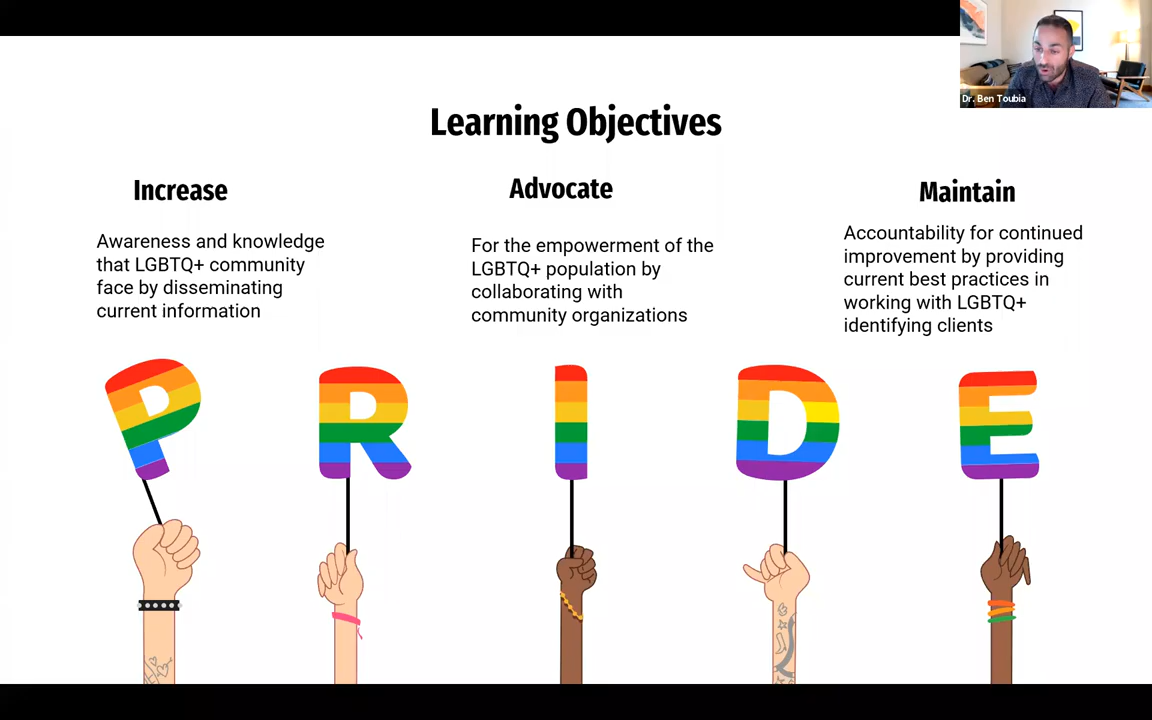 Dr. Ben Toubia
Learning Objectives
Increase
Awareness and knowledge
that LGBTQ+ community
face by disseminating
current information
Advocate
For the empowerment of the
LGBTQ+ population by
collaborating with
community organizations
Maintain
Accountability for continued
improvement by providing
current best practices in
working with LGBTQ+
identifying clients
PRIDE